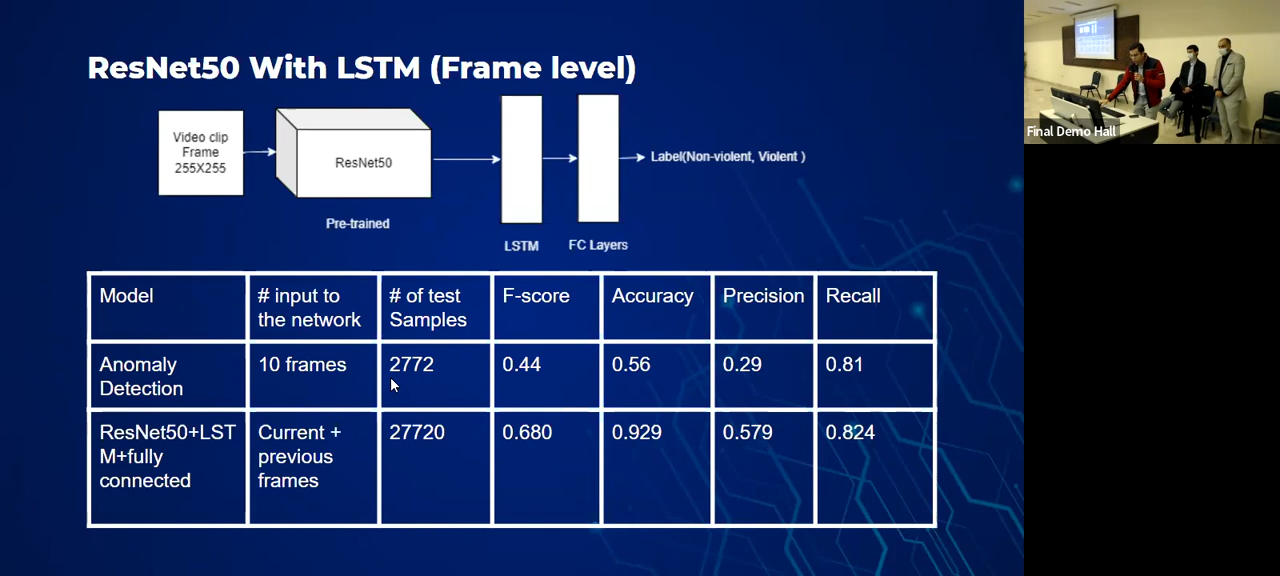 ResNet50 With LSTM (Frame level)
Video clip
Frame
255X255
ResNet50
Label(Non-violent, Violent )
Pre-trained
LSTM
FC Layers
Model
# input to
the network
# of test
Samples
F-score
Accuracy
Precision
Recall
Anomaly
Detection
10 frames
2772
0.44
0.56
0.29
0.81
ResNet50+LST
M+fully
connected
Current +
previous
frames
27720
0.680
0.929
0.579
0.824
Final Demo Hall